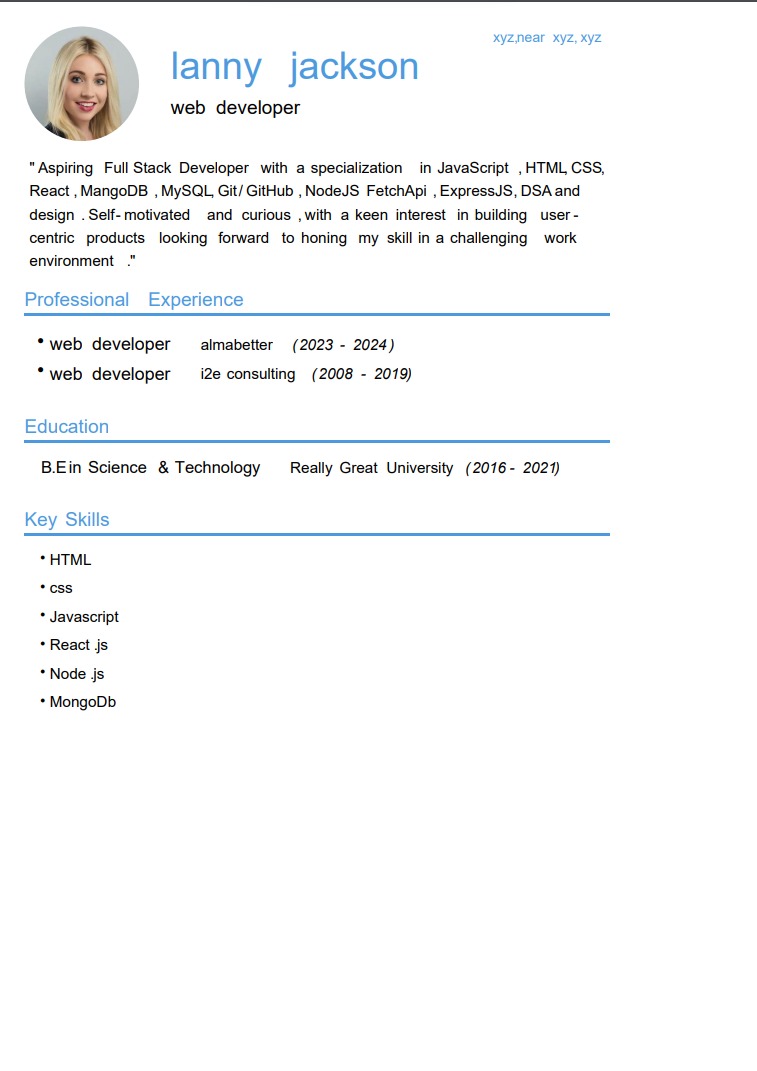 xyz,near xyz, xyz
lanny jackson
web developer
" Aspiring Full Stack Developer with a specialization in JavaScript , HTML, CSS,
React , MangoDB , MySQL, Git / GitHub , NodeJS FetchApi , ExpressJS, DSA and
design . Self- motivated and curious , with a keen interest in building user -
centric products looking forward to honing my skill in a challenging work
environment ."
Professional Experience
• web developer almabetter (2023 - 2024)
• web developer i2e consulting (2008 - 2019)
Education
B.E in Science & Technology Really Great University (2016 - 2021)
Key Skills
• HTML
• css
• Javascript
• React .js
• Node .js
• MongoDb